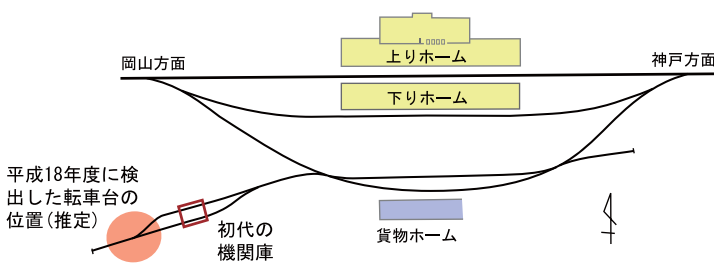 上りホーム
岡山方面
神戸方面
下りホーム
平成18年度に検
出した転車台の
位置(推定)
初代の
機関庫
貨物ホーム